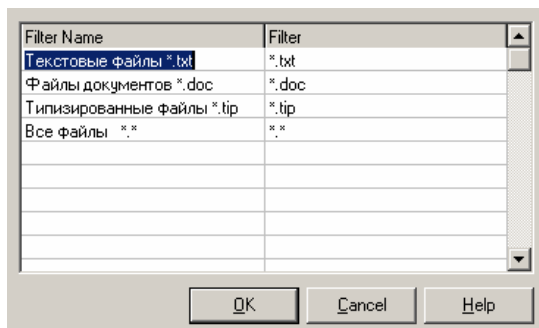 Filter Name Filter
Текстовые файлы *.txt *.txt
Файлы документов *.doc *.doc
Типизированные файлы *.tip *.tip
Все файлы *.* *.*
OK Cancel Help